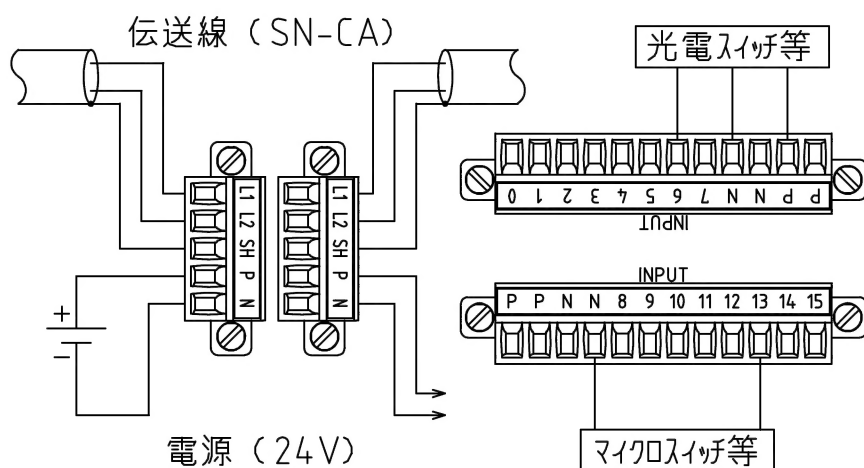 伝送線（SN-CA）
光電スイッチ等
L1 L2 SH P N
L1 L2 SH P N
0 1 2 3 4 5 6 7 N N P P
INPUT
INPUT
P P N N 8 9 10 11 12 13 14 15
+
-
電源（24V）
マイクロスイッチ等